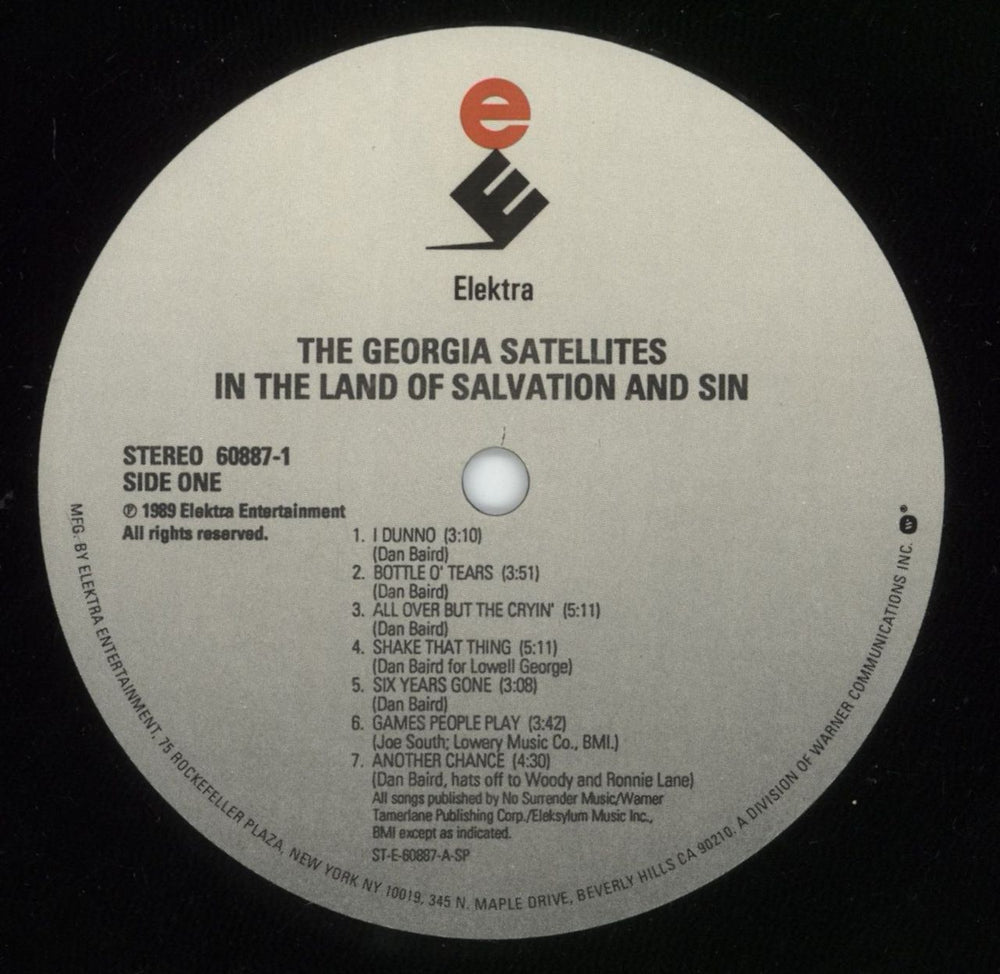 e
E
Elektra
THE GEORGIA SATELLITES
IN THE LAND OF SALVATION AND SIN
STEREO 60887-1
SIDE ONE
℗ 1989 Elektra Entertainment
All rights reserved.
1. I DUNNO (3:10)
(Dan Baird)
2. BOTTLE O' TEARS (3:51)
(Dan Baird)
3. ALL OVER BUT THE CRYIN' (5:11)
(Dan Baird)
4. SHAKE THAT THING (5:11)
(Dan Baird for Lowell George)
5. SIX YEARS GONE (3:08)
(Dan Baird)
6. GAMES PEOPLE PLAY (3:42)
(Joe South; Lowery Music Co., BMI.)
7. ANOTHER CHANCE (4:30)
(Dan Baird, hats off to Woody and Ronnie Lane)
All songs published by No Surrender Music/Warner
Tamerlane Publishing Corp./Eleksylum Music Inc.,
BMI except as indicated.
ST-E-60887-A-SP
MFG. BY ELEKTRA ENTERTAINMENT, 75 ROCKEFELLER PLAZA, NEW YORK NY 10019, 345 N. MAPLE DRIVE, BEVERLY HILLS CA 90210. A DIVISION OF WARNER COMMUNICATIONS INC. W ®